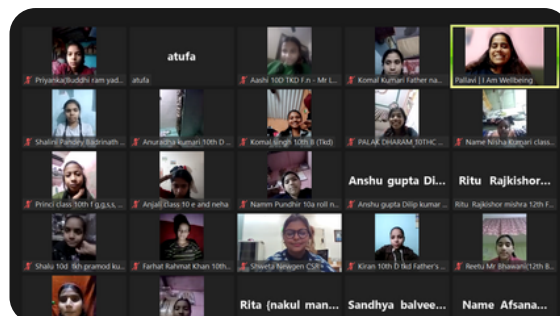 Priyanka(Buddhi ram yad...
atufa
atufa
Aashi 10D TKD F.n - Mr L...
Komal Kumari Father na...
Pallavi | I Am Wellbeing
Shalini Pandey Badrinath ...
Anuradha kumari 10th D ...
Komal singh 10th B (Tkd)
PALAK DHARAM 10THC ...
Name Nisha Kumari class...
Princi class 10th f g,g,s,s, ...
Anjali class 10 e and neha
Namm Pundhir 10a roll n...
Anshu gupta Di...
Anshu gupta Dilip kumar ...
Ritu Rajkishor...
Ritu Rajkishor mishra 12th F...
Shalu 10d tkh pramod ku...
Farhat Rahmat Khan 10th...
Shweta Newgen CSR
Kiran 10th D tkd Father's ...
Reetu Mr Bhawani(12th B...
Rita (nakul man...
Sandhya balvee...
Name Afsana...